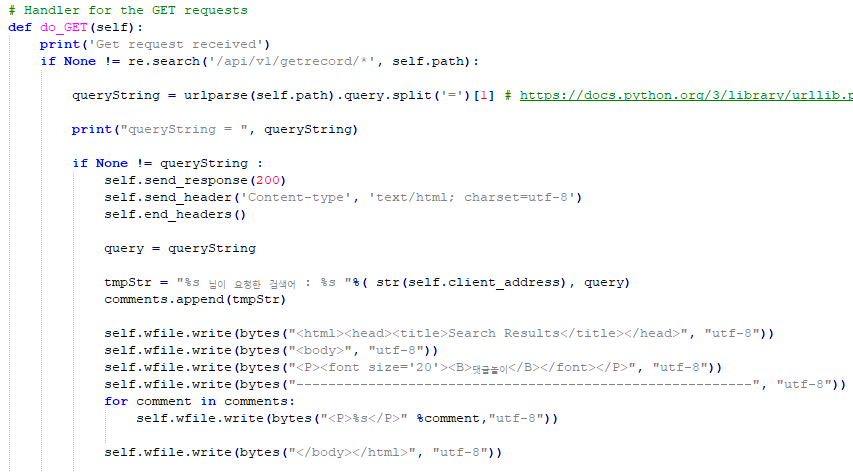 # Handler for the GET requests
def do_GET(self):
    print('Get request received')
    if None != re.search('/api/v1/getrecord/*', self.path):
        queryString = urlparse(self.path).query.split('=')[1] # https://docs.python.org/3/library/urllib.p
        print("queryString = ", queryString)
        if None != queryString :
            self.send_response(200)
            self.send_header('Content-type', 'text/html; charset=utf-8')
            self.end_headers()
            query = queryString
            tmpStr = "%s 님이 요청한 검색어 : %s "%( str(self.client_address), query)
            comments.append(tmpStr)
            self.wfile.write(bytes("<html><head><title>Search Results</title></head>", "utf-8"))
            self.wfile.write(bytes("<body>", "utf-8"))
            self.wfile.write(bytes("<P><font size='20'><B>댓글놀이</B></font></P>", "utf-8"))
            self.wfile.write(bytes("---------------------------------------------------------", "utf-8"))
            for comment in comments:
                self.wfile.write(bytes("<P>%s</P>" %comment,"utf-8"))
            self.wfile.write(bytes("</body></html>", "utf-8"))